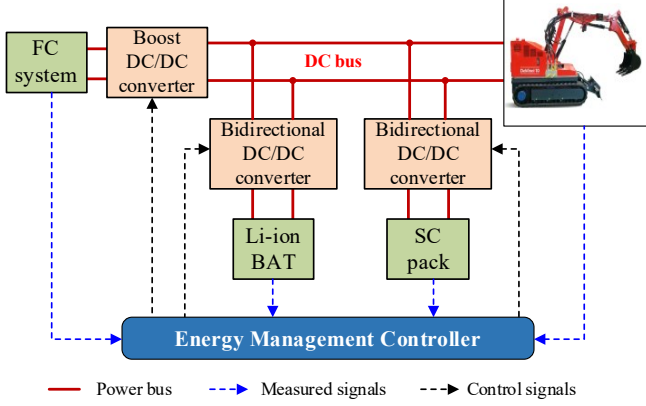 FC
system
Boost
DC/DC
converter
DC bus
Bidirectional
DC/DC
converter
Bidirectional
DC/DC
converter
Li-ion
BAT
SC
pack
Energy Management Controller
Power bus
Measured signals
Control signals